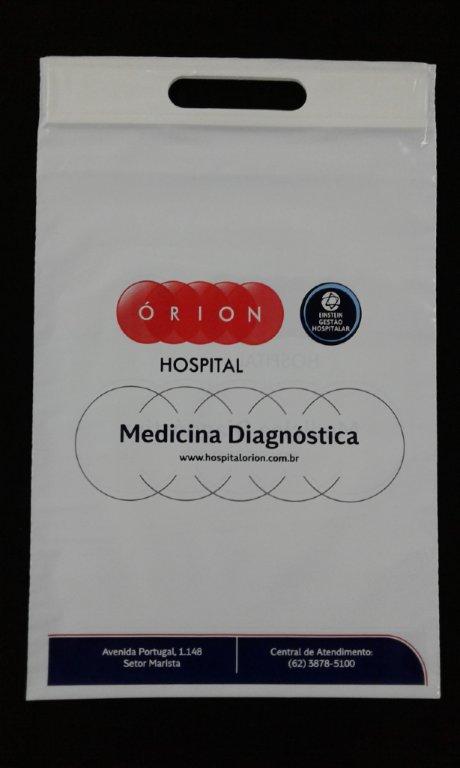 ÓRION
HOSPITAL
EINSTEIN
GESTÃO
HOSPITALAR
Medicina Diagnóstica
www.hospitalorion.com.br
Avenida Portugal, 1.148
Setor Marista
Central de Atendimento:
(62) 3878-5100